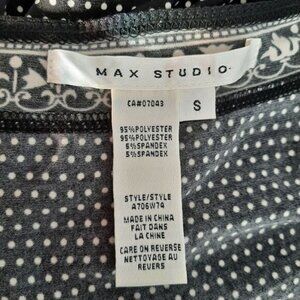 MAX STUDIO.
CA#07043
S
95%POLYESTER
95%POLYESTER
5%SPANDEX
5%SPANDEX
STYLE/STYLE
A706W74
MADE IN CHINA
FAIT DANS
LA CHINE
CARE ON REVERSE
NETTOYAGE AU
REVERS